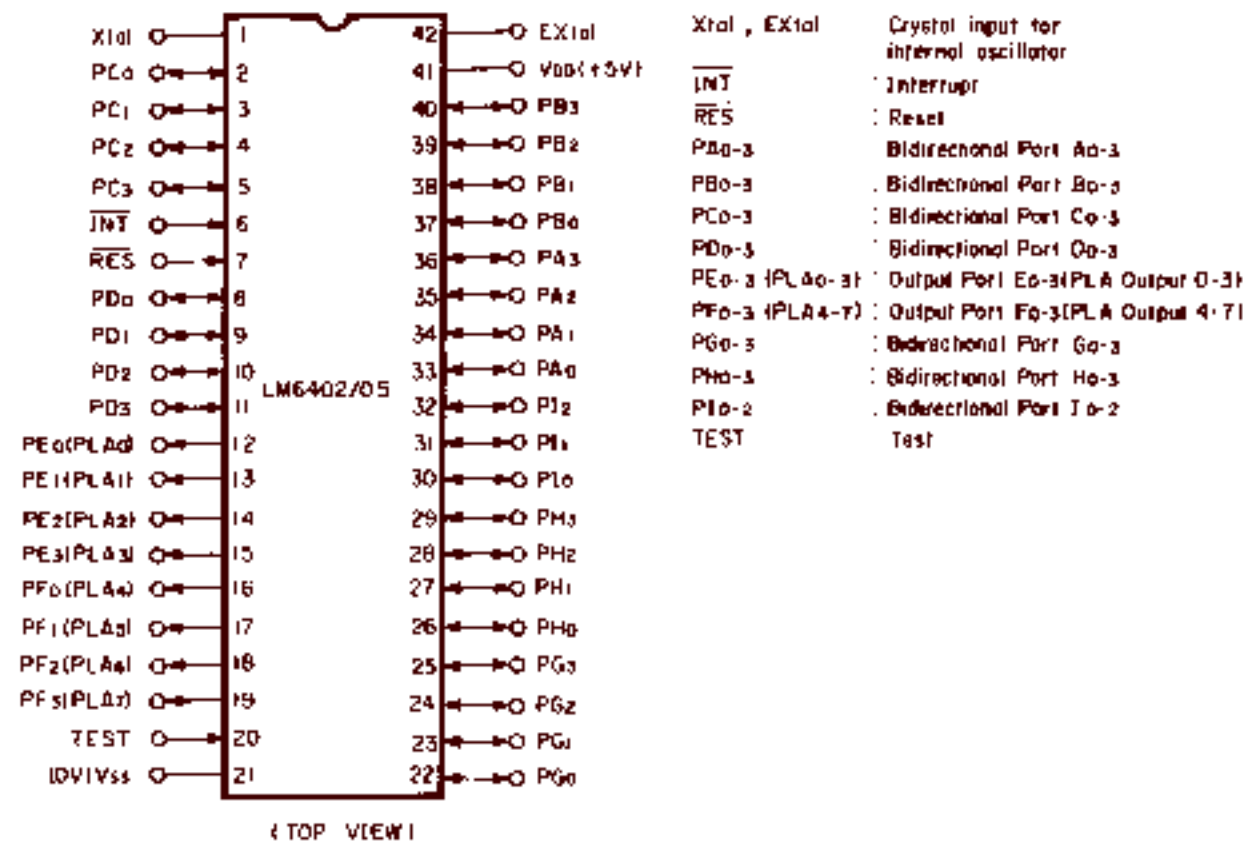 Xtal 1
PC0 2
PC1 3
PC2 4
PC3 5
INT 6
RES 7
PD0 8
PD1 9
PD2 10
PD3 11
PE0(PLA0) 12
PE1(PLA1) 13
PE2(PLA2) 14
PE3(PLA3) 15
PF0(PLA4) 16
PF1(PLA5) 17
PF2(PLA6) 18
PF3(PLA7) 19
TEST 20
(0V)Vss 21
LM6402/05
42 EXtal
41 VDD(+5V)
40 PB3
39 PB2
38 PB1
37 PB0
36 PA3
35 PA2
34 PA1
33 PA0
32 PI2
31 PI1
30 PI0
29 PH3
28 PH2
27 PH1
26 PH0
25 PG3
24 PG2
23 PG1
22 PG0
(TOP VIEW)
Xtal , EXtal Crystal input for
internal oscillator
INT : Interrupt
RES : Reset
PA0-3 Bidirectional Port A0-3
PB0-3 : Bidirectional Port B0-3
PC0-3 : Bidirectional Port C0-3
PD0-3 : Bidirectional Port D0-3
PE0-3 (PLA0-3) : Output Port E0-3(PLA Output 0-3)
PF0-3 (PLA4-7) : Output Port F0-3(PLA Output 4-7)
PG0-3 : Bidirectional Port G0-3
PH0-3 : Bidirectional Port H0-3
PI0-2 : Bidirectional Port I0-2
TEST Test